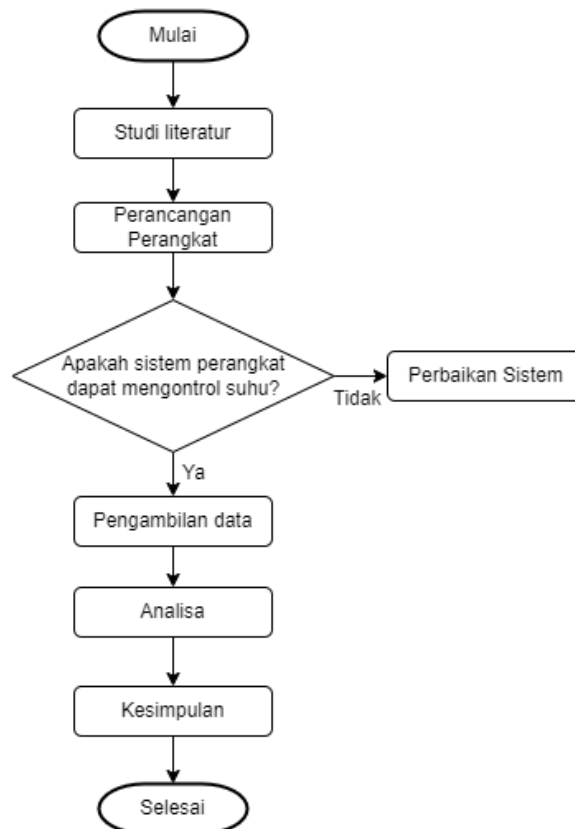 Mulai
Studi literatur
Perancangan
Perangkat
Apakah sistem perangkat
dapat mengontrol suhu?
Tidak
Perbaikan Sistem
Ya
Pengambilan data
Analisa
Kesimpulan
Selesai